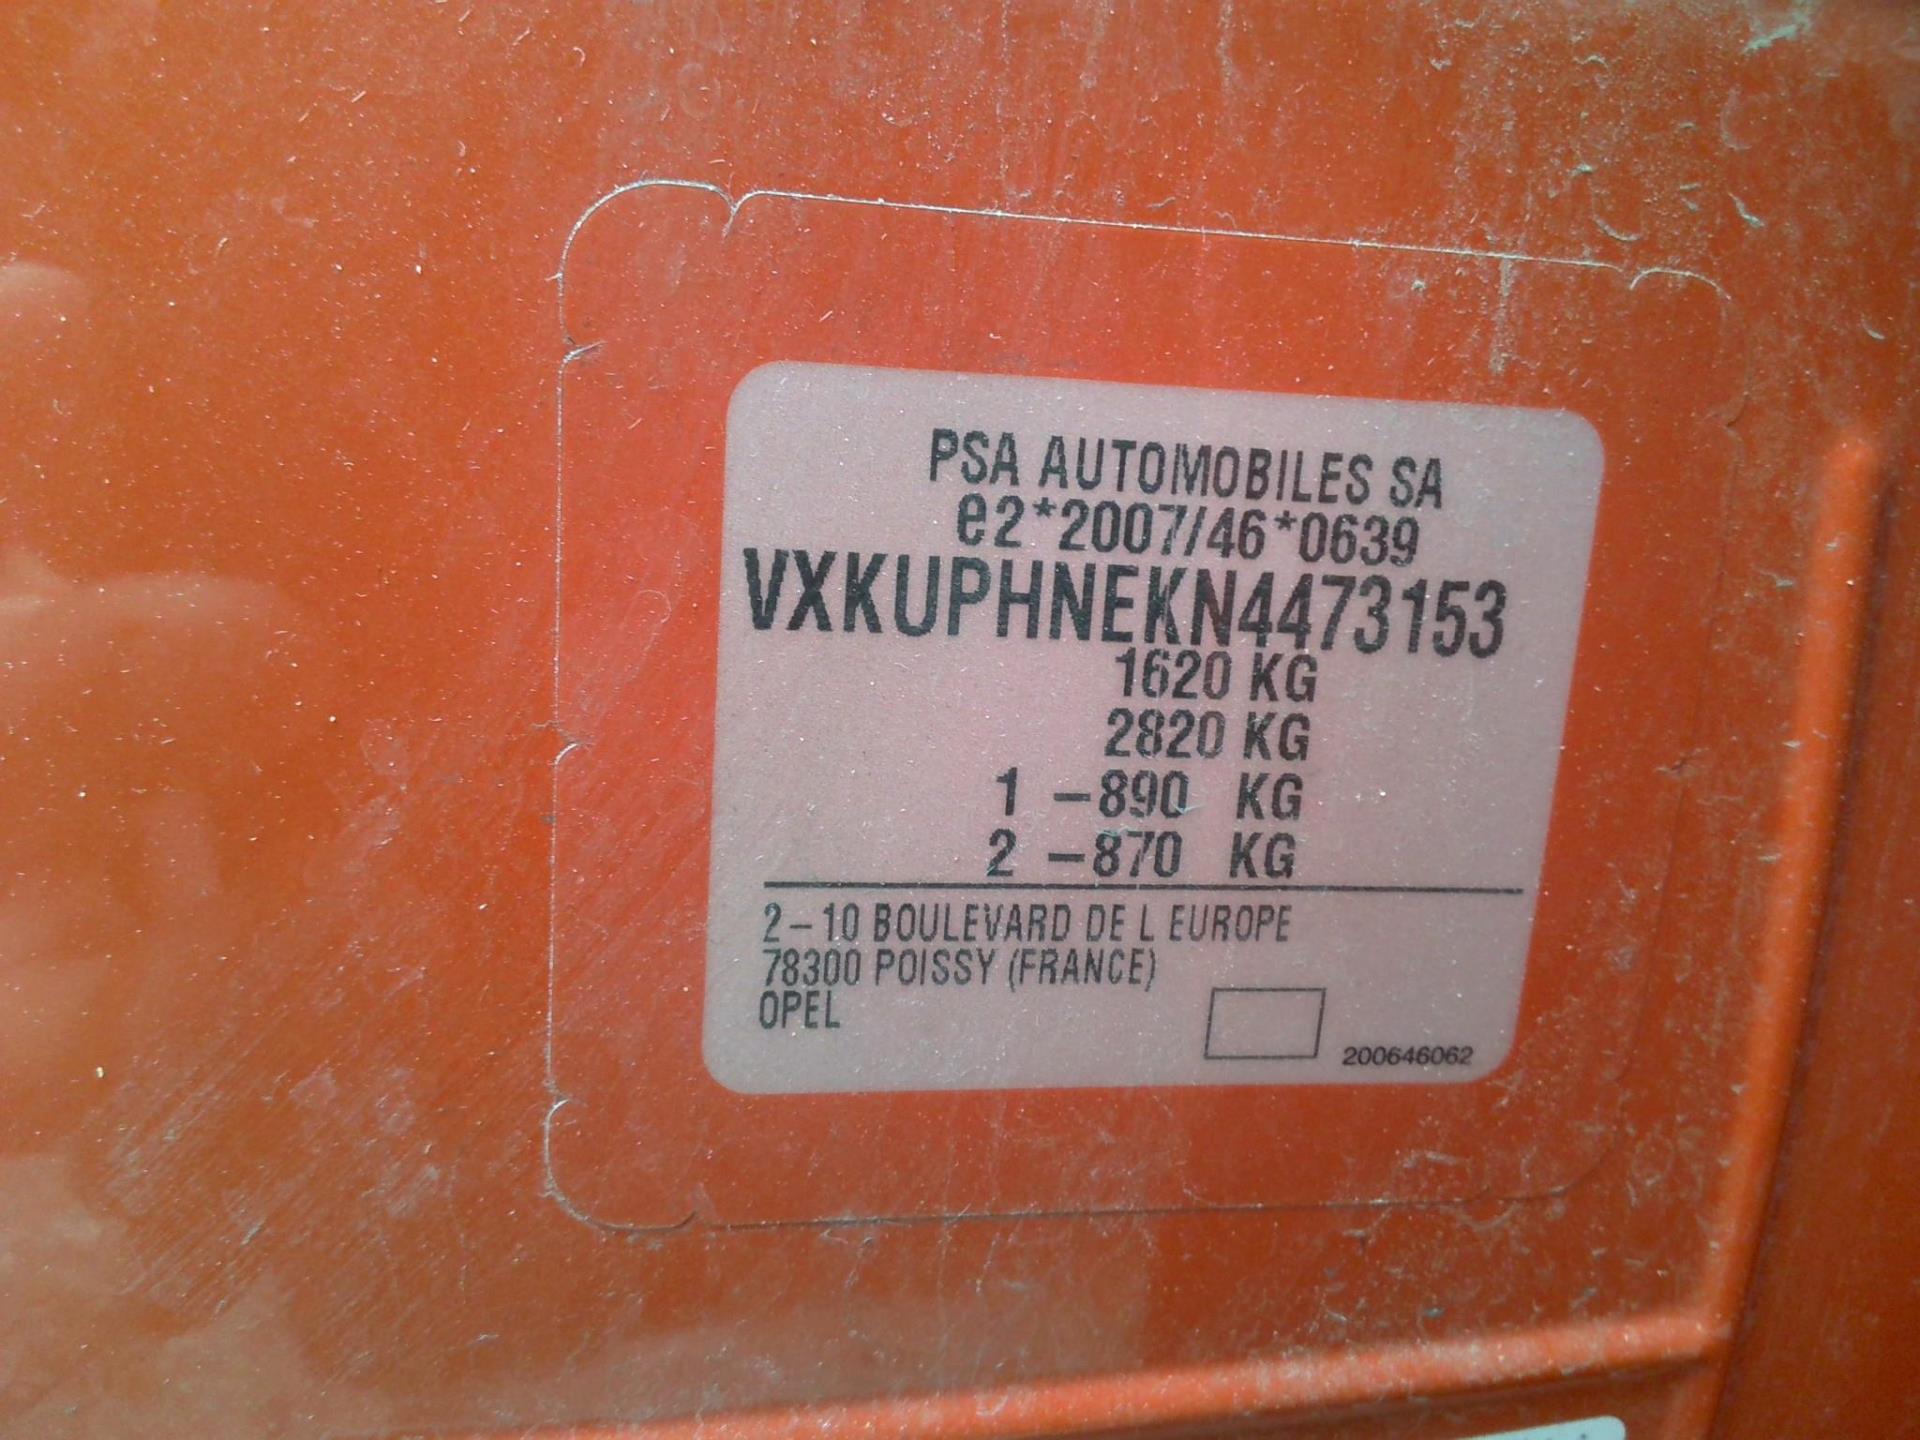 PSA AUTOMOBILES SA
e2*2007/46*0639
VXKUPHNEKN4473153
1620 KG
2820 KG
1 -890 KG
2 -870 KG
2-10 BOULEVARD DE L EUROPE
78300 POISSY (FRANCE)
OPEL
200646062